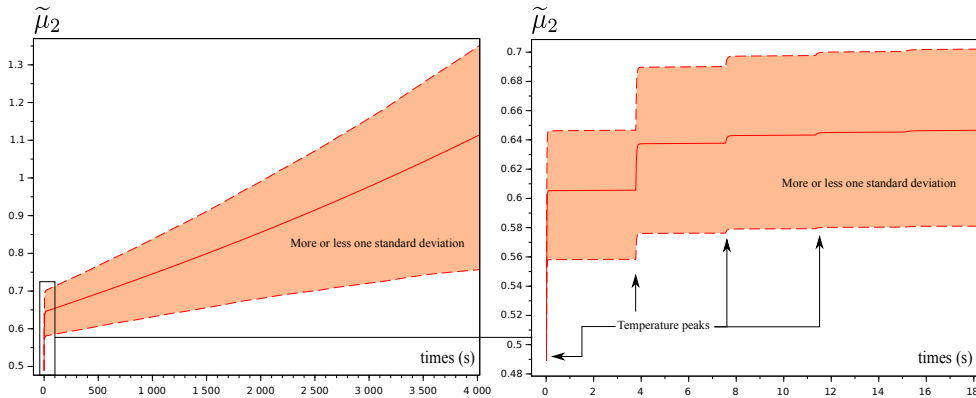 μ̃₂
1.3
1.2
1.1
1
0.9
0.8
0.7
0.6
0.5
More or less one standard deviation
times (s)
0 500 1 000 1 500 2 000 2 500 3 000 3 500 4 000
μ̃₂
0.7
0.68
0.66
0.64
0.62
0.6
0.58
0.56
0.54
0.52
0.5
0.48
More or less one standard deviation
Temperature peaks
times (s)
0 2 4 6 8 10 12 14 16 18